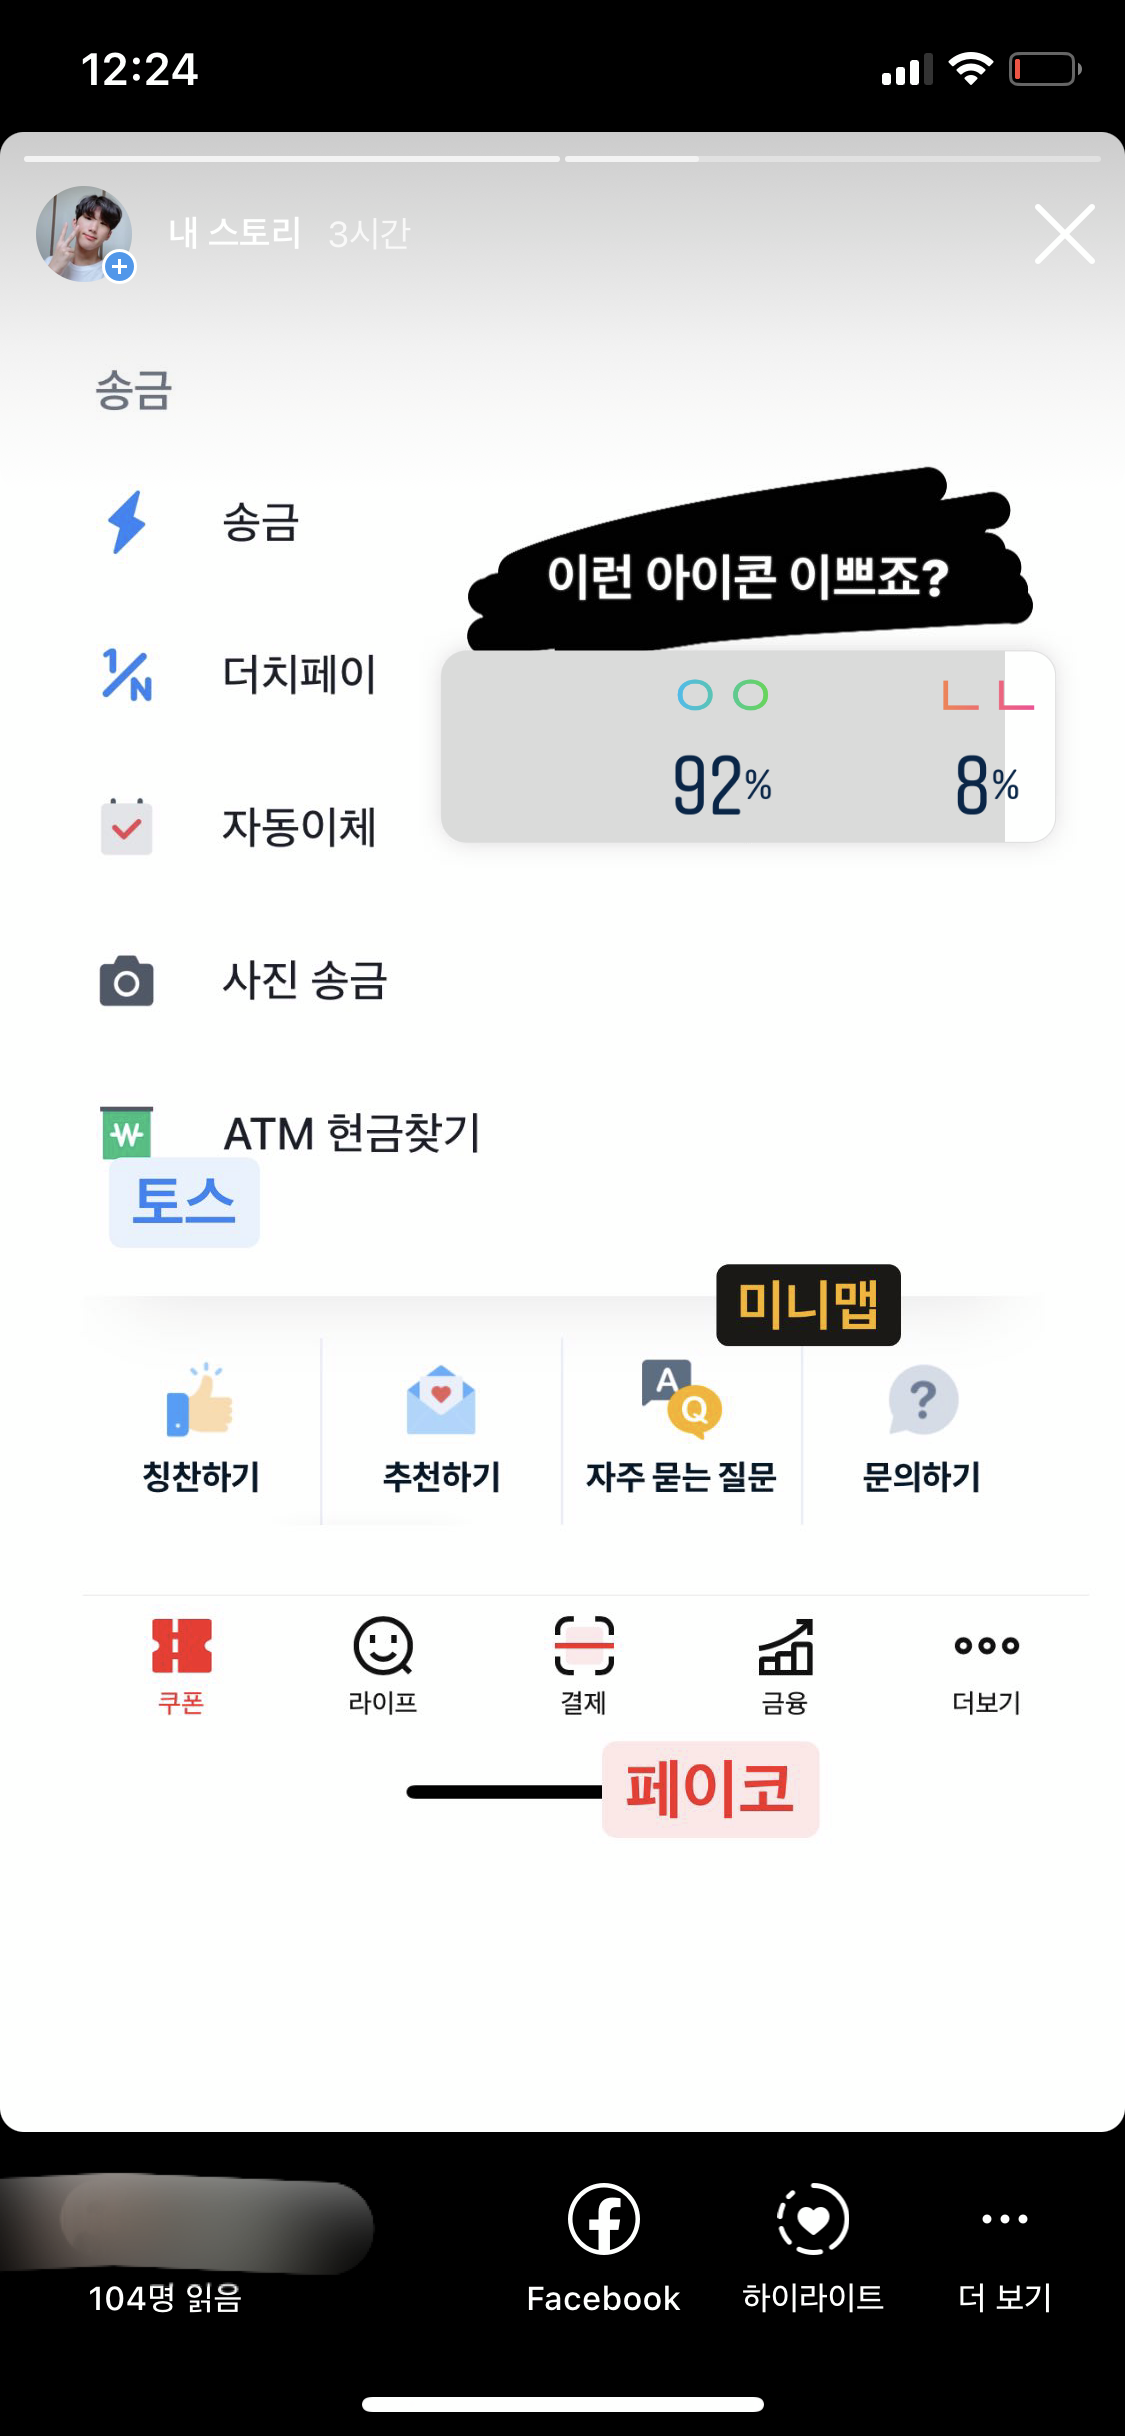 12:24
내 스토리 3시간
송금
송금
이런 아이콘 이쁘죠?
더치페이
ㅇㅇ ㄴㄴ
92% 8%
자동이체
사진 송금
ATM 현금찾기
토스
미니맵
칭찬하기 추천하기 자주 묻는 질문 문의하기
쿠폰 라이프 결제 금융 더보기
페이코
104명 읽음 Facebook 하이라이트 더 보기